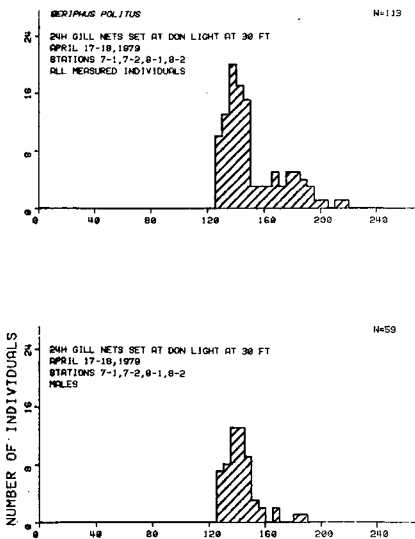 SERIPHUS POLITUS
N=113
24H GILL NETS SET AT DON LIGHT AT 30 FT
APRIL 17-18,1979
STATIONS 7-1,7-2,8-1,8-2
ALL MEASURED INDIVIDUALS
24
16
8
0
0 40 80 120 160 200 240
N=59
24H GILL NETS SET AT DON LIGHT AT 30 FT
APRIL 17-18,1979
STATIONS 7-1,7-2,8-1,8-2
MALES
NUMBER OF INDIVIDUALS
24
16
8
0
0 40 80 120 160 200 240